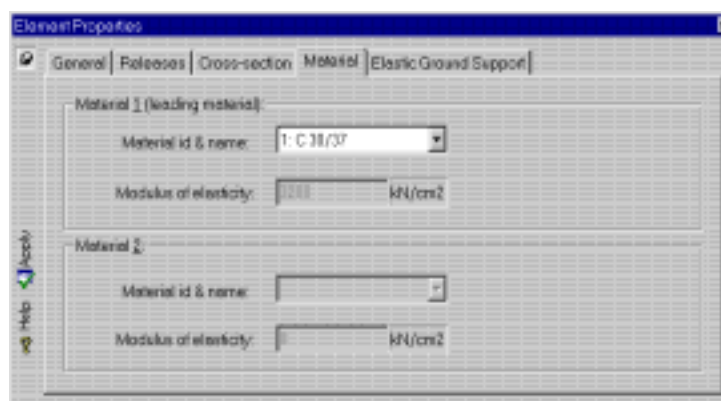 Element Properties
General Releases Cross-section Material Elastic Ground Support
Material 1 (leading material):
Material id & name: 1: C 30/37
Modulus of elasticity: kN/cm2
Material 2:
Material id & name:
Modulus of elasticity: kN/cm2
Apply
Help